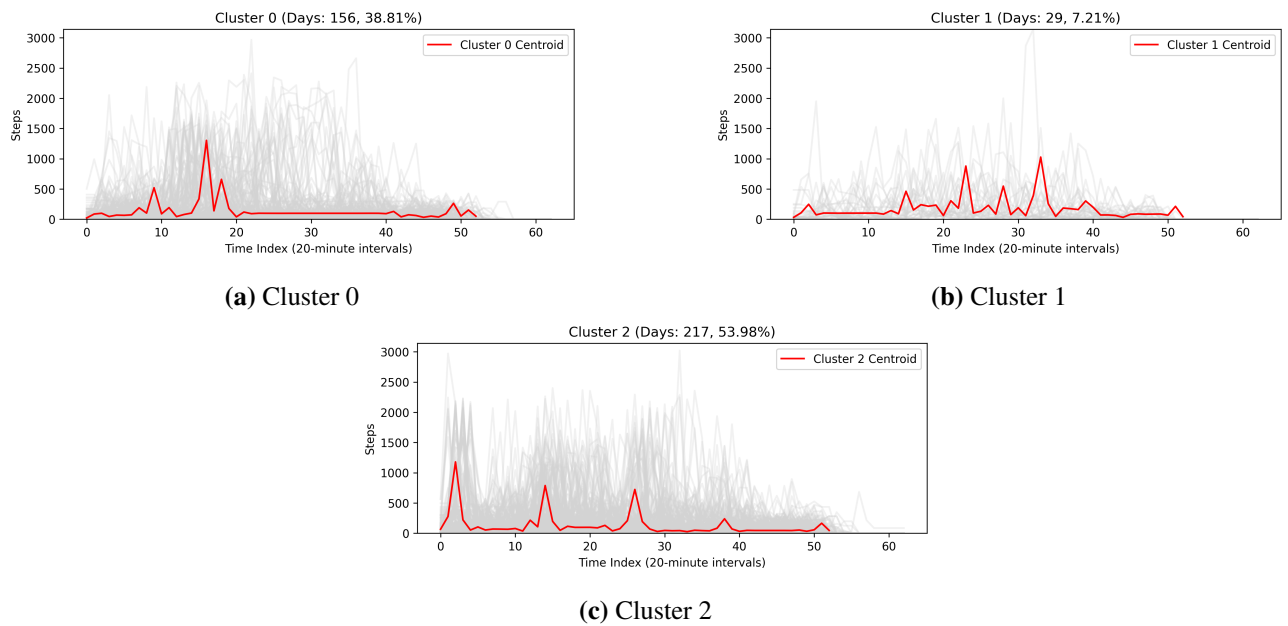 Cluster 0 (Days: 156, 38.81%)
3000
2500
2000
1500
1000
500
0
Steps
Cluster 0 Centroid
0 10 20 30 40 50 60
Time Index (20-minute intervals)
(a) Cluster 0
Cluster 1 (Days: 29, 7.21%)
3000
2500
2000
1500
1000
500
0
Steps
Cluster 1 Centroid
0 10 20 30 40 50 60
Time Index (20-minute intervals)
(b) Cluster 1
Cluster 2 (Days: 217, 53.98%)
3000
2500
2000
1500
1000
500
0
Steps
Cluster 2 Centroid
0 10 20 30 40 50 60
Time Index (20-minute intervals)
(c) Cluster 2